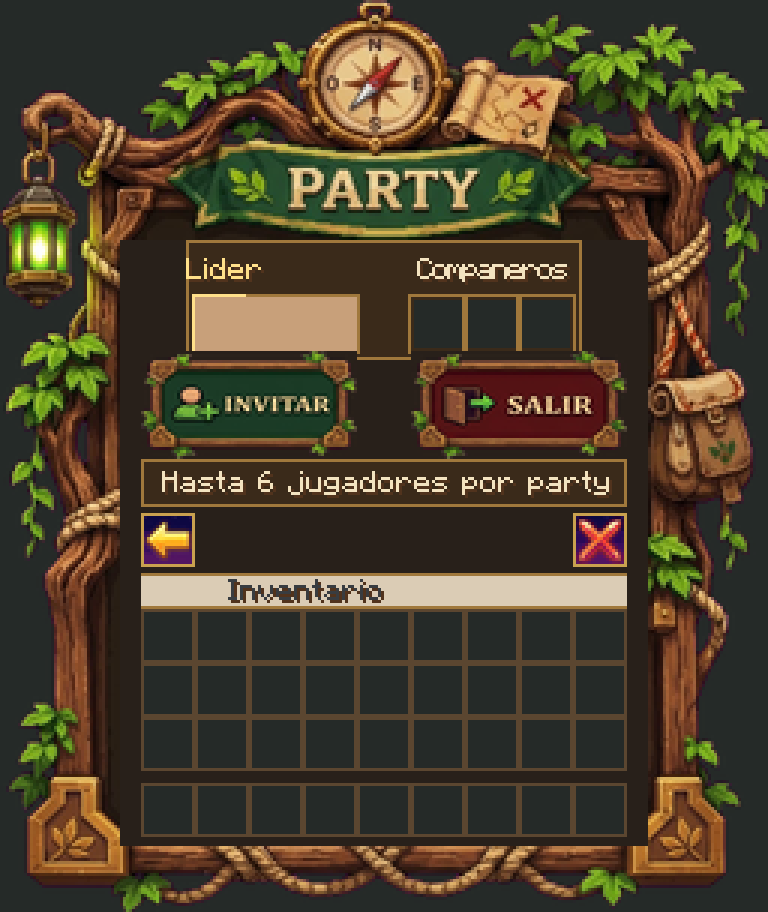 N
O E
S
PARTY
Lider Companeros
INVITAR SALIR
Hasta 6 jugadores por party
Inventario